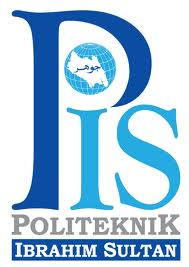 PIS
جوهر
POLITEKNIK
IBRAHIM SULTAN